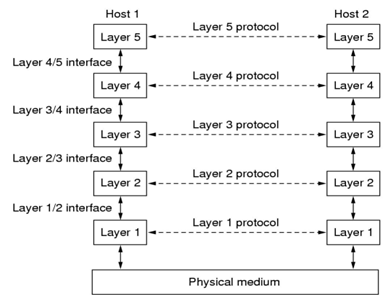 Host 1 Host 2
Layer 5 Layer 5 protocol Layer 5
Layer 4/5 interface
Layer 4 Layer 4 protocol Layer 4
Layer 3/4 interface
Layer 3 Layer 3 protocol Layer 3
Layer 2/3 interface
Layer 2 Layer 2 protocol Layer 2
Layer 1/2 interface
Layer 1 Layer 1 protocol Layer 1
Physical medium